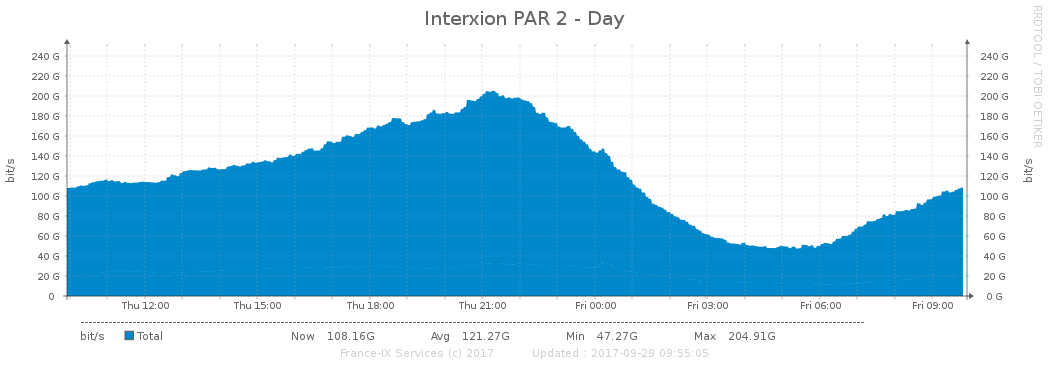 Interxion PAR 2 - Day
RRDTOOL / TOBI OETIKER
bit/s
240 G 240 G
220 G 220 G
200 G 200 G
180 G 180 G
160 G 160 G
140 G 140 G
120 G 120 G
100 G 100 G
80 G 80 G
60 G 60 G
40 G 40 G
20 G 20 G
0 0 G
bit/s
Thu 12:00 Thu 15:00 Thu 18:00 Thu 21:00 Fri 00:00 Fri 03:00 Fri 06:00 Fri 09:00
bit/s Total Now 108.16G Avg 121.27G Min 47.27G Max 204.91G
France-IX Services (c) 2017 Updated : 2017-09-29 09:55:05